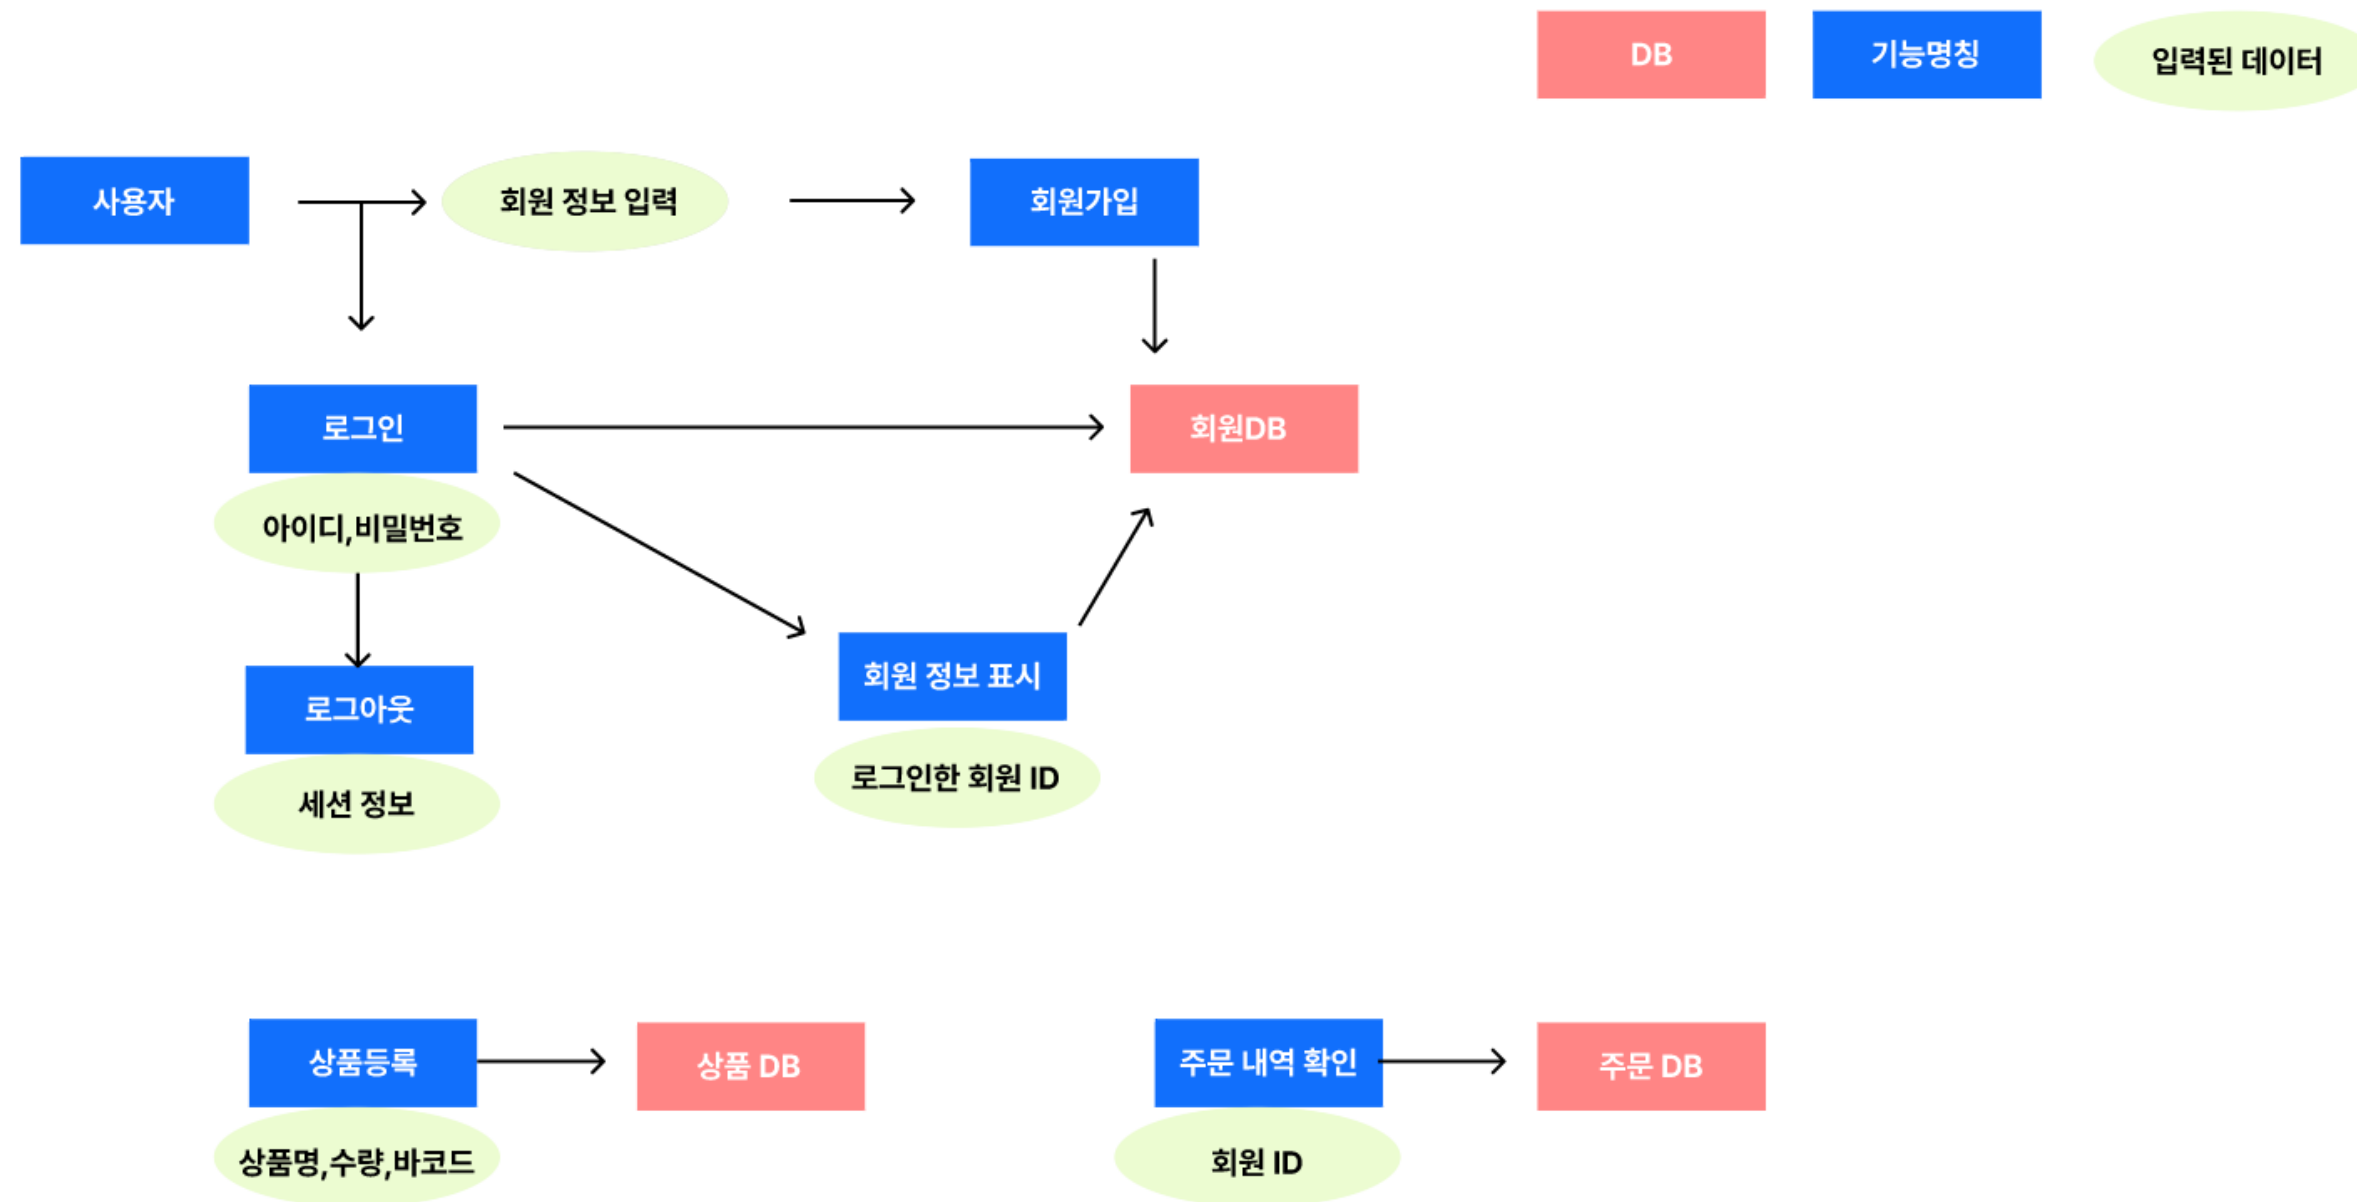 DB
기능명칭
입력된 데이터
사용자
회원 정보 입력
회원가입
로그인
회원DB
아이디,비밀번호
회원 정보 표시
로그아웃
로그인한 회원 ID
세션 정보
상품등록
상품 DB
주문 내역 확인
주문 DB
상품명,수량,바코드
회원 ID